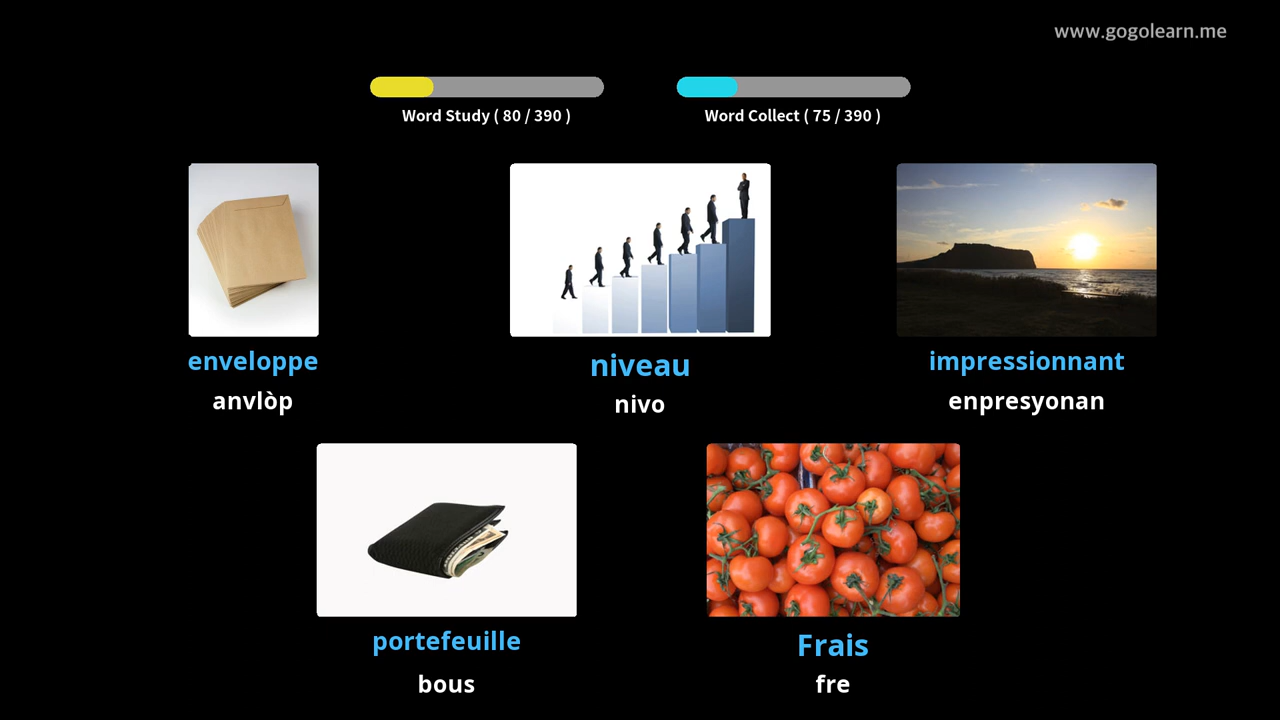 www.gogolearn.me
Word Study ( 80 / 390 )
Word Collect ( 75 / 390 )
enveloppe
anvlòp
niveau
nivo
impressionnant
enpresyonan
portefeuille
bous
Frais
fre